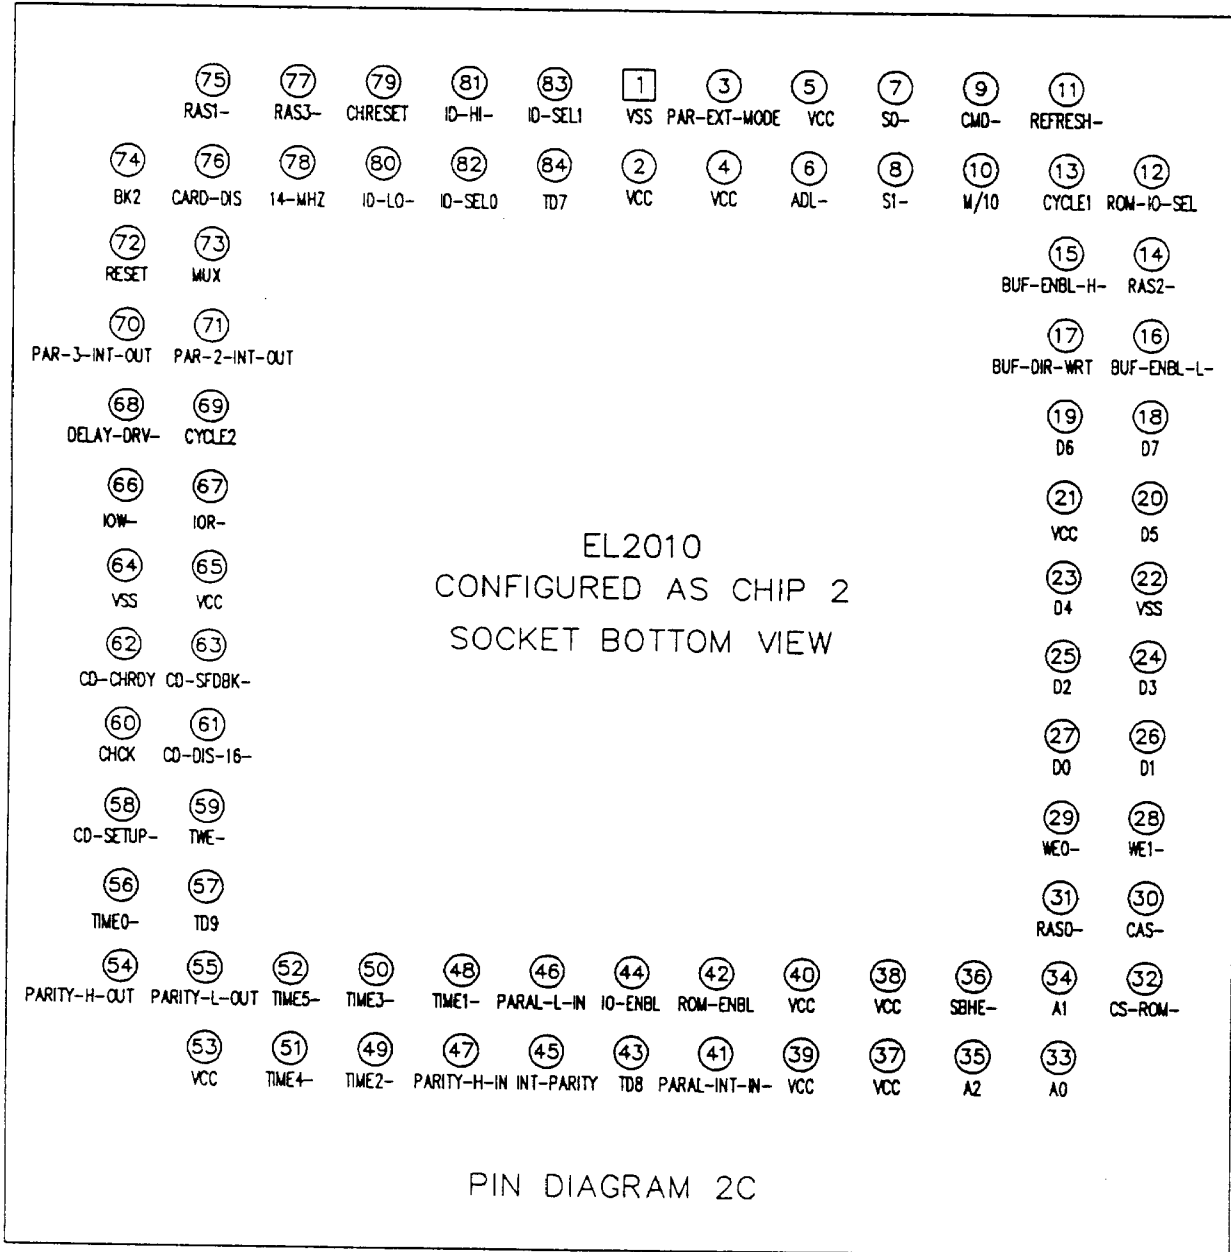 75 77 79 81 83 1 3 5 7 9 11
RAS1- RAS3- CHRESET ID-HI- ID-SEL1 VSS PAR-EXT-MODE VCC S0- CMD- REFRESH-
74 76 78 80 82 84 2 4 6 8 10 13 12
BK2 CARD-DIS 14-MHZ ID-LO- ID-SEL0 TD7 VCC VCC ADL- S1- M/IO CYCLE1 ROM-IO-SEL
72 73 15 14
RESET MUX BUF-ENBL-H- RAS2-
70 71 17 16
PAR-3-INT-OUT PAR-2-INT-OUT BUF-DIR-WRT BUF-ENBL-L-
68 69 19 18
DELAY-DRV- CYCLE2 D6 D7
66 67 21 20
IOW- IOR- VCC D5
EL2010
64 65 23 22
CONFIGURED AS CHIP 2
VSS VCC D4 VSS
SOCKET BOTTOM VIEW
62 63 25 24
CD-CHRDY CD-SFDBK- D2 D3
60 61 27 26
CHCK CD-DIS-16- D0 D1
58 59 29 28
CD-SETUP- TWE- WE0- WE1-
56 57 31 30
TIME0- TD9 RAS0- CAS-
54 55 52 50 48 46 44 42 40 38 36 34 32
PARITY-H-OUT PARITY-L-OUT TIME5- TIME3- TIME1- PARAL-L-IN IO-ENBL ROM-ENBL VCC VCC SBHE- A1 CS-ROM-
53 51 49 47 45 43 41 39 37 35 33
VCC TIME4- TIME2- PARITY-H-IN INT-PARITY TD8 PARAL-INT-IN- VCC VCC A2 A0
PIN DIAGRAM 2C